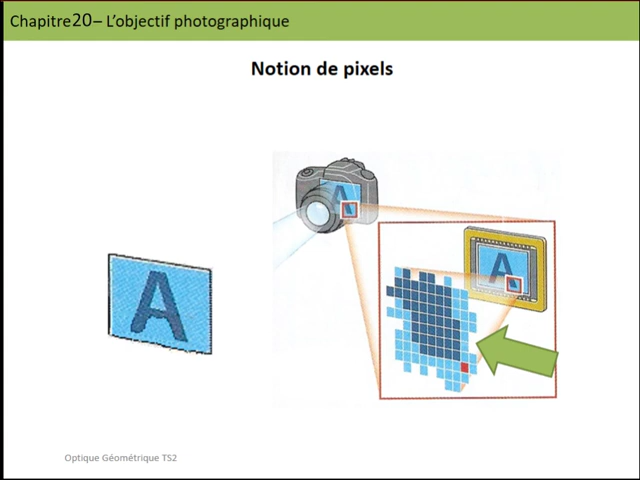 Chapitre20– L'objectif photographique
Notion de pixels
A
A
A
Optique Géométrique TS2